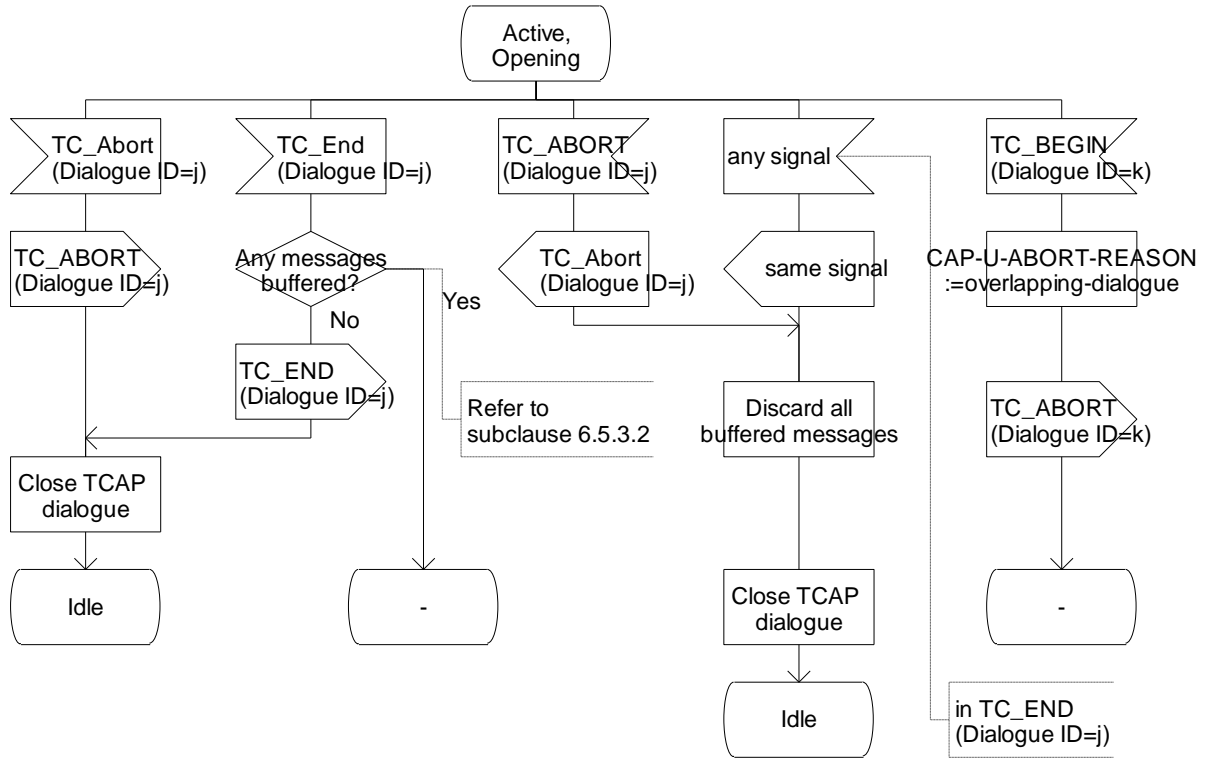 Active,
Opening
TC_Abort
(Dialogue ID=j)
TC_End
(Dialogue ID=j)
TC_ABORT
(Dialogue ID=j)
any signal
TC_BEGIN
(Dialogue ID=k)
TC_ABORT
(Dialogue ID=j)
Any messages
buffered?
TC_Abort
(Dialogue ID=j)
same signal
CAP-U-ABORT-REASON
:=overlapping-dialogue
Yes
No
TC_END
(Dialogue ID=j)
Refer to
subclause 6.5.3.2
Discard all
buffered messages
TC_ABORT
(Dialogue ID=k)
Close TCAP
dialogue
Idle
-
Close TCAP
dialogue
-
Idle
in TC_END
(Dialogue ID=j)